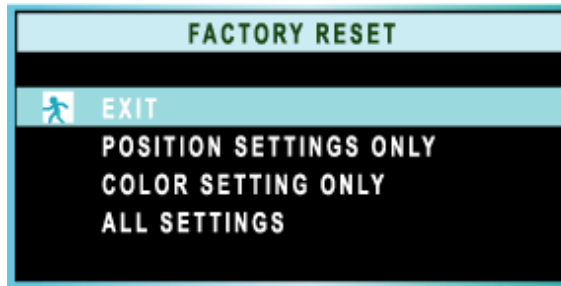 FACTORY RESET
EXIT
POSITION SETTINGS ONLY
COLOR SETTING ONLY
ALL SETTINGS